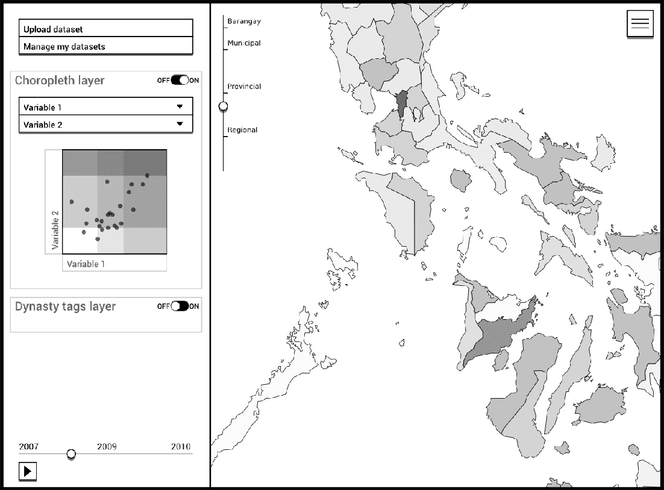 Upload dataset
Manage my datasets
Choropleth layer
OFF ON
Variable 1
Variable 2
Variable 2
Variable 1
Dynasty tags layer
OFF ON
2007 2009 2010
Barangay
Municipal
Provincial
Regional